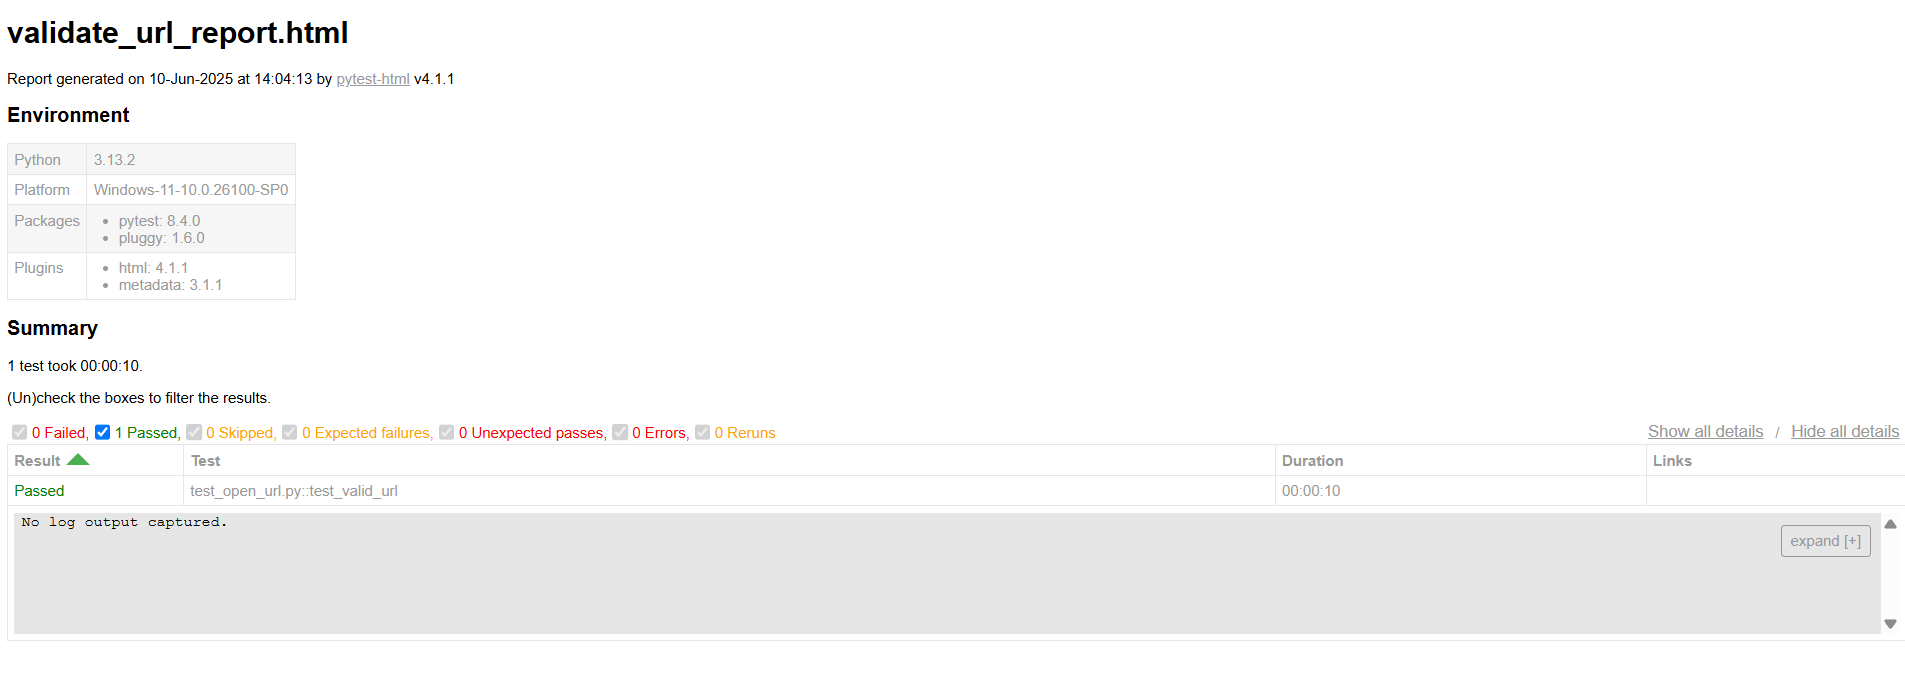 validate_url_report.html
Report generated on 10-Jun-2025 at 14:04:13 by pytest-html v4.1.1
Environment
Python 3.13.2
Platform Windows-11-10.0.26100-SP0
Packages • pytest: 8.4.0
• pluggy: 1.6.0
Plugins • html: 4.1.1
• metadata: 3.1.1
Summary
1 test took 00:00:10.
(Un)check the boxes to filter the results.
0 Failed, 1 Passed, 0 Skipped, 0 Expected failures, 0 Unexpected passes, 0 Errors, 0 Reruns Show all details / Hide all details
Result Test Duration Links
Passed test_open_url.py::test_valid_url 00:00:10
No log output captured.
expand [+]